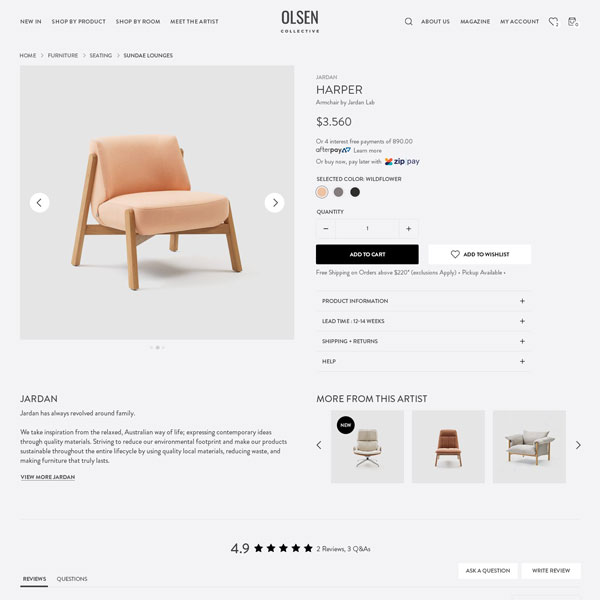 NEW IN
SHOP BY PRODUCT
SHOP BY ROOM
MEET THE ARTIST
OLSEN
COLLECTIVE
ABOUT US
MAGAZINE
MY ACCOUNT
2
0
HOME > FURNITURE > SEATING > SUNDAE LOUNGES
JARDAN
HARPER
Armchair by Jardan Lab
$3.560
Or 4 interest free payments of 890.00
afterpay Learn more
Or buy now, pay later with zip pay
SELECTED COLOR: WILDFLOWER
QUANTITY
− 1 +
ADD TO CART
ADD TO WISHLIST
Free Shipping on Orders above $220* (exclusions Apply) • Pickup Available •
PRODUCT INFORMATION +
LEAD TIME : 12-14 WEEKS +
SHIPPING + RETURNS +
HELP +
JARDAN
Jardan has always revolved around family.
We take inspiration from the relaxed, Australian way of life; expressing contemporary ideas
through quality materials. Striving to reduce our environmental footprint and make our products
sustainable throughout the entire lifecycle by using quality local materials, reducing waste, and
making furniture that truly lasts.
VIEW MORE JARDAN
MORE FROM THIS ARTIST
NEW
4.9 ★★★★★ 2 Reviews, 3 Q&As
ASK A QUESTION
WRITE REVIEW
REVIEWS
QUESTIONS